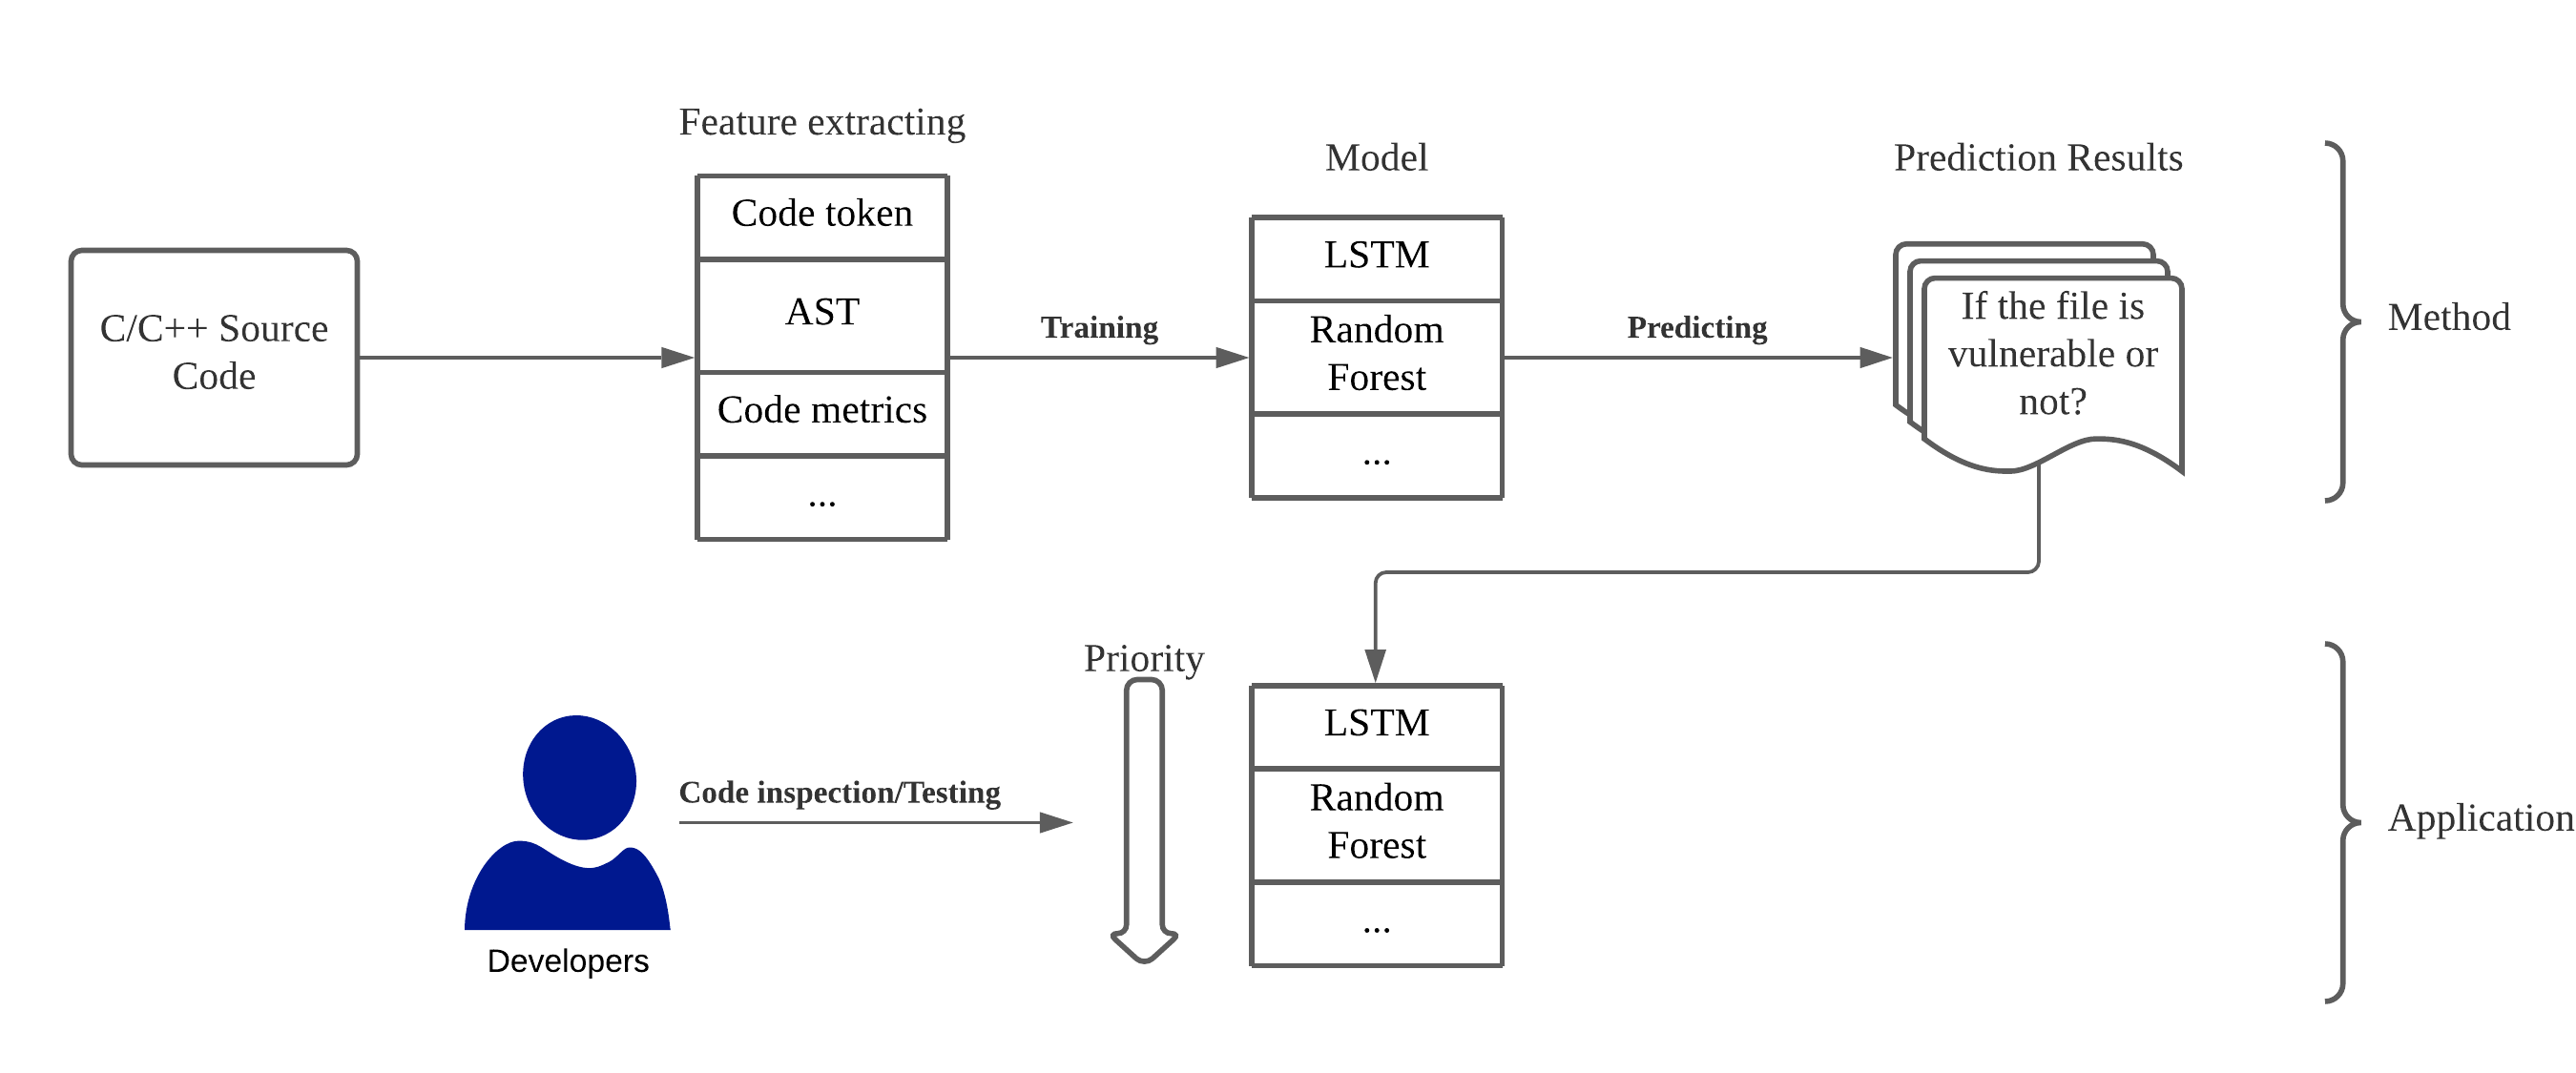 Feature extracting
Model
Prediction Results
C/C++ Source
Code
Code token
AST
Code metrics
...
Training
LSTM
Random
Forest
...
Predicting
If the file is
vulnerable or
not?
Method
Priority
Developers
Code inspection/Testing
LSTM
Random
Forest
...
Application